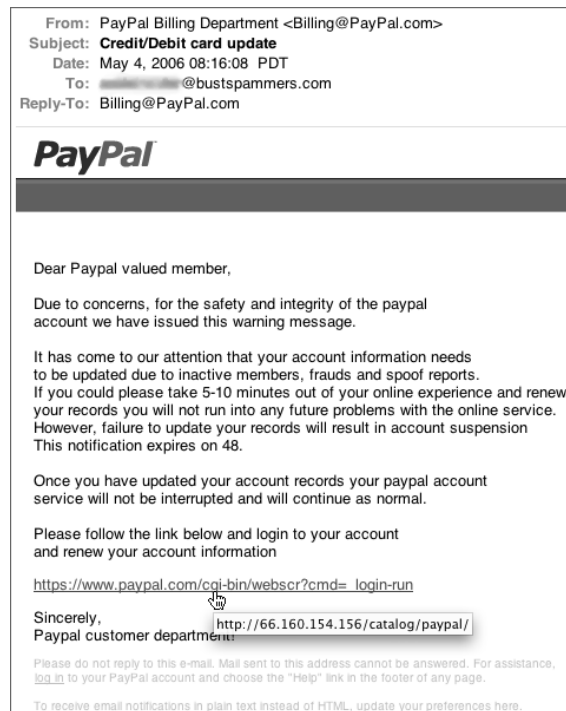 From: PayPal Billing Department <Billing@PayPal.com>
Subject: Credit/Debit card update
Date: May 4, 2006 08:16:08 PDT
To: @bustspammers.com
Reply-To: Billing@PayPal.com
PayPal
Dear Paypal valued member,
Due to concerns, for the safety and integrity of the paypal
account we have issued this warning message.
It has come to our attention that your account information needs
to be updated due to inactive members, frauds and spoof reports.
If you could please take 5-10 minutes out of your online experience and renew
your records you will not run into any future problems with the online service.
However, failure to update your records will result in account suspension
This notification expires on 48.
Once you have updated your account records your paypal account
service will not be interrupted and will continue as normal.
Please follow the link below and login to your account
and renew your account information
https://www.paypal.com/cgi-bin/webscr?cmd=_login-run
http://66.160.154.156/catalog/paypal/
Sincerely,
Paypal customer department!
Please do not reply to this e-mail. Mail sent to this address cannot be answered. For assistance,
log in to your PayPal account and choose the "Help" link in the footer of any page.
To receive email notifications in plain text instead of HTML, update your preferences here.